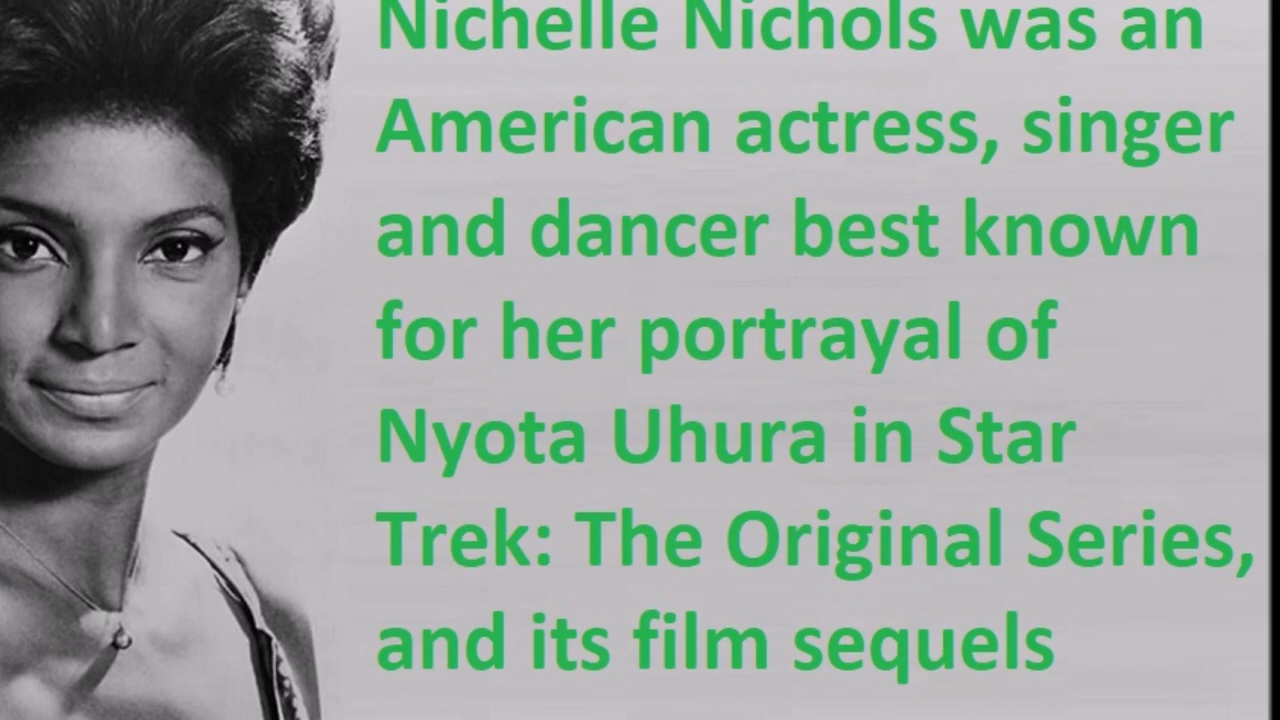 Nichelle Nichols was an
American actress, singer
and dancer best known
for her portrayal of
Nyota Uhura in Star
Trek: The Original Series,
and its film sequels